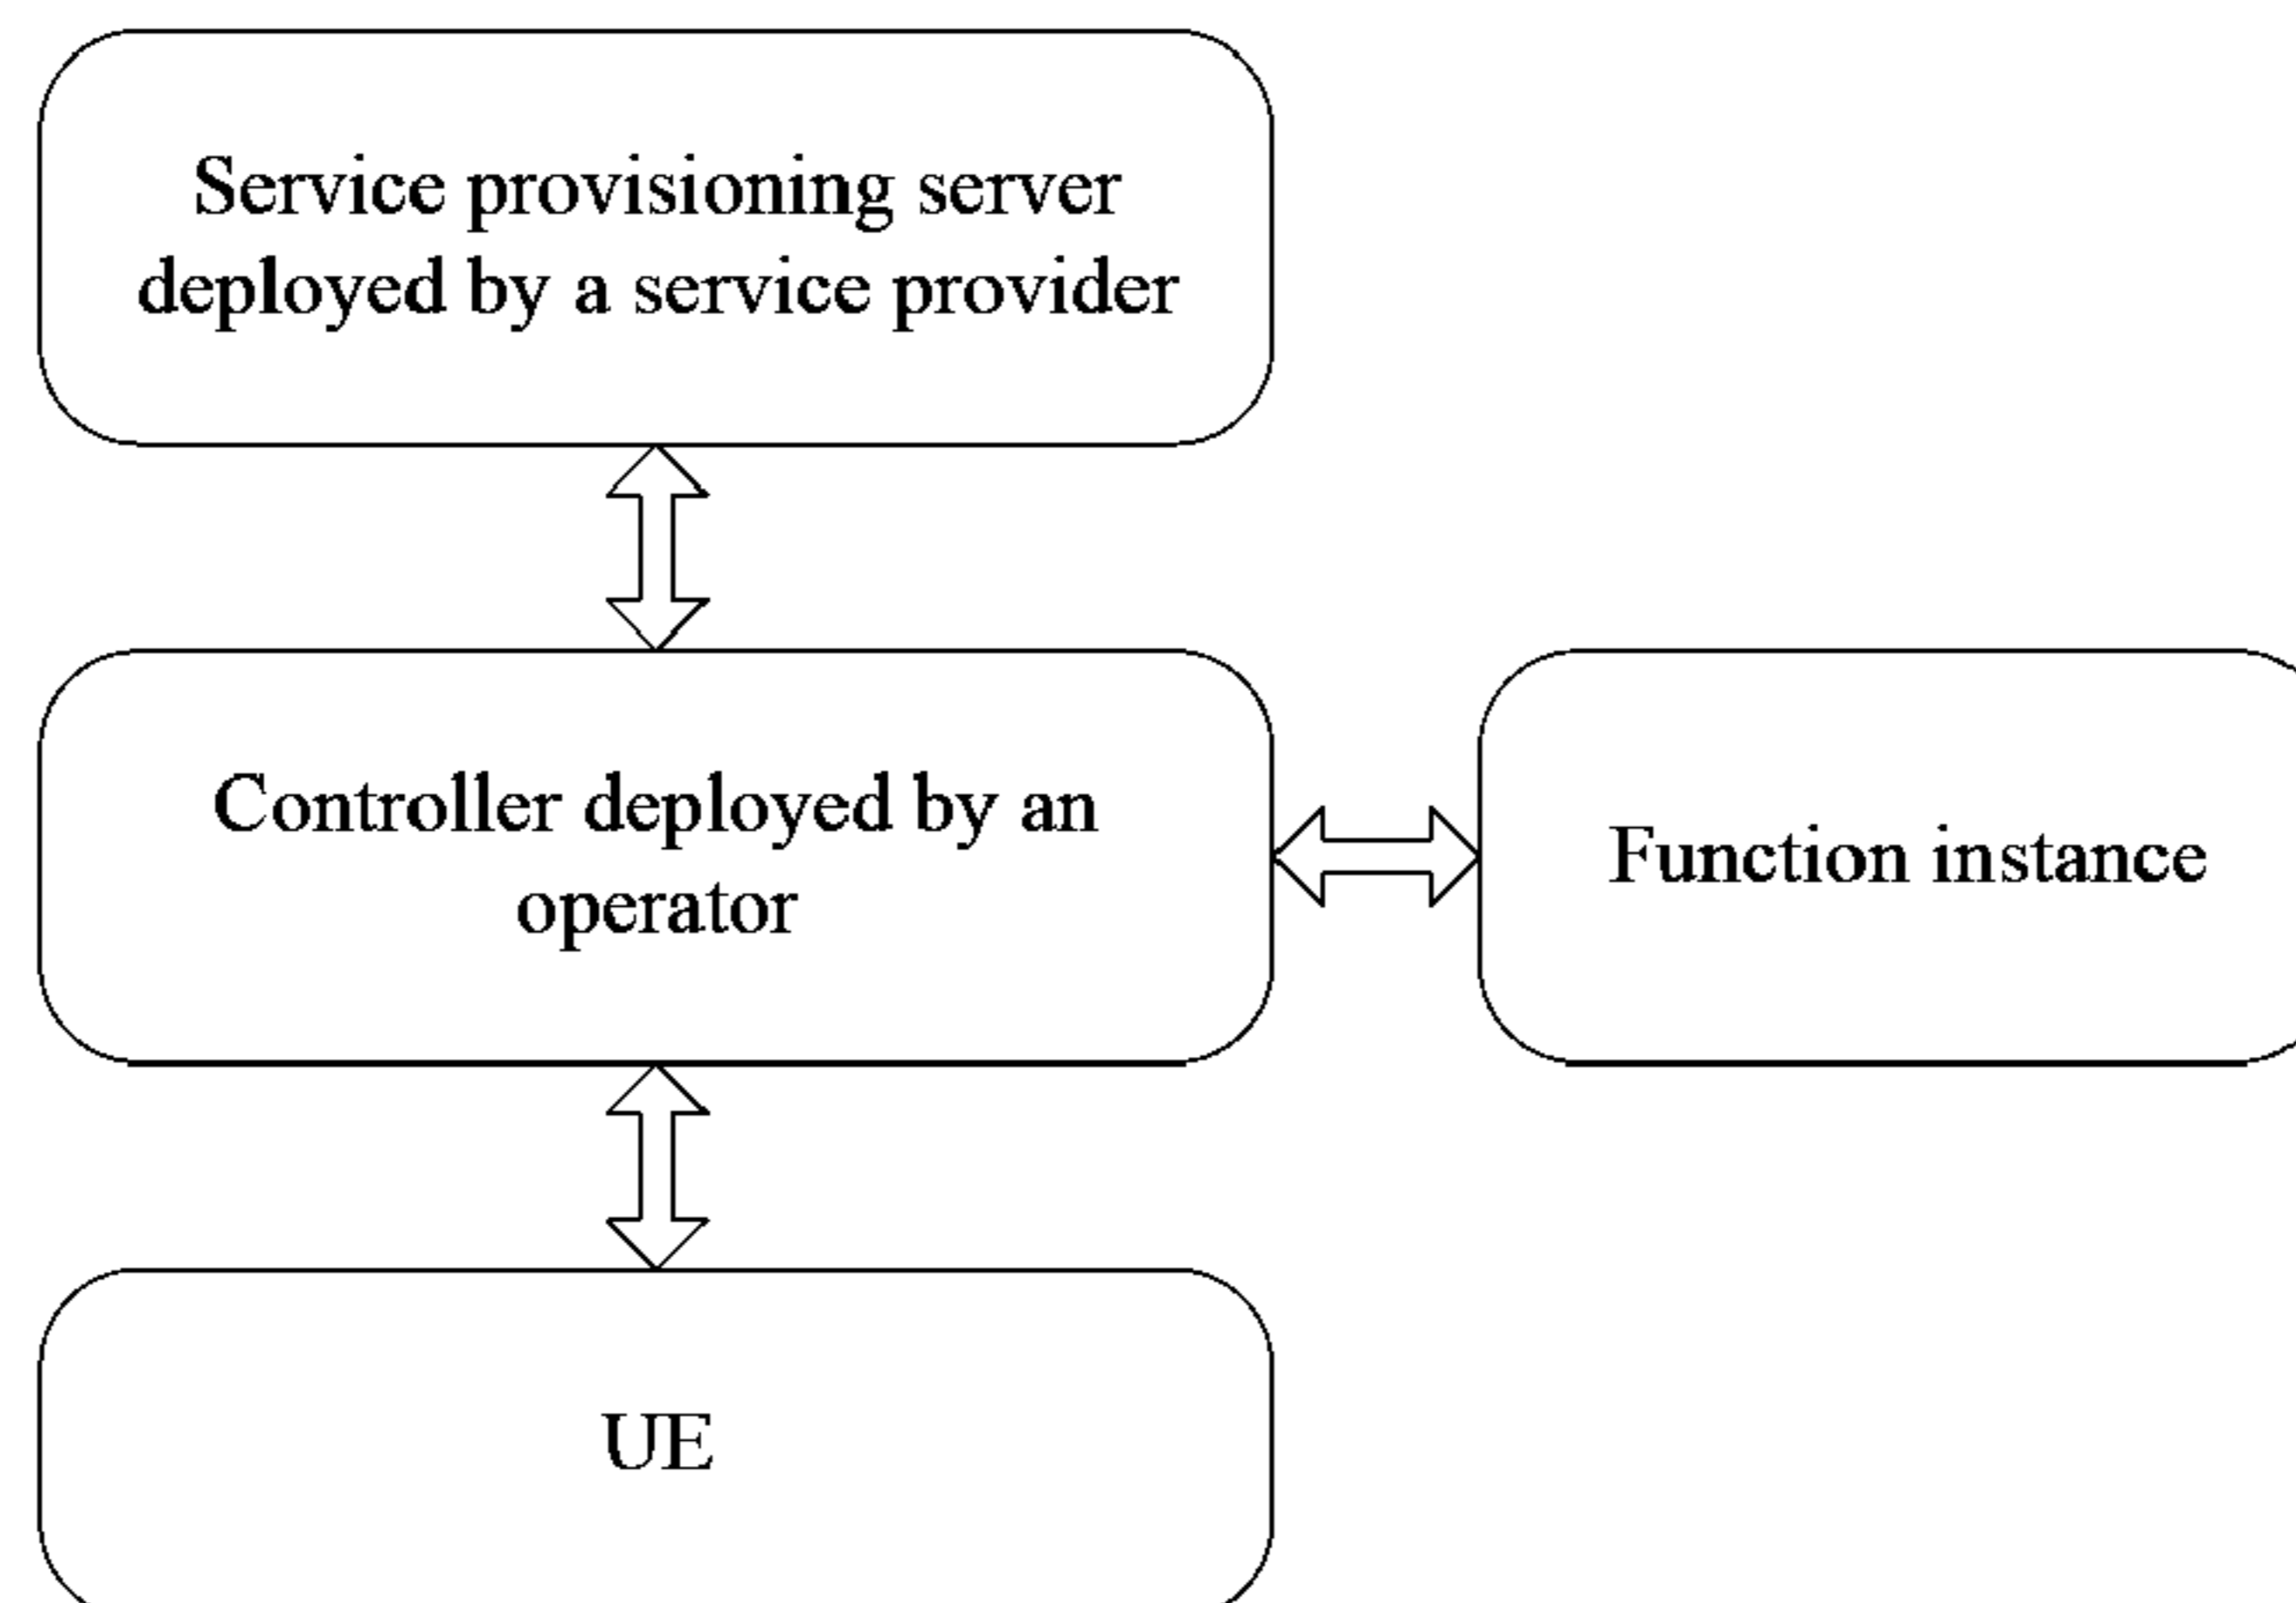 Service provisioning server
deployed by a service provider
Controller deployed by an
operator
Function instance
UE